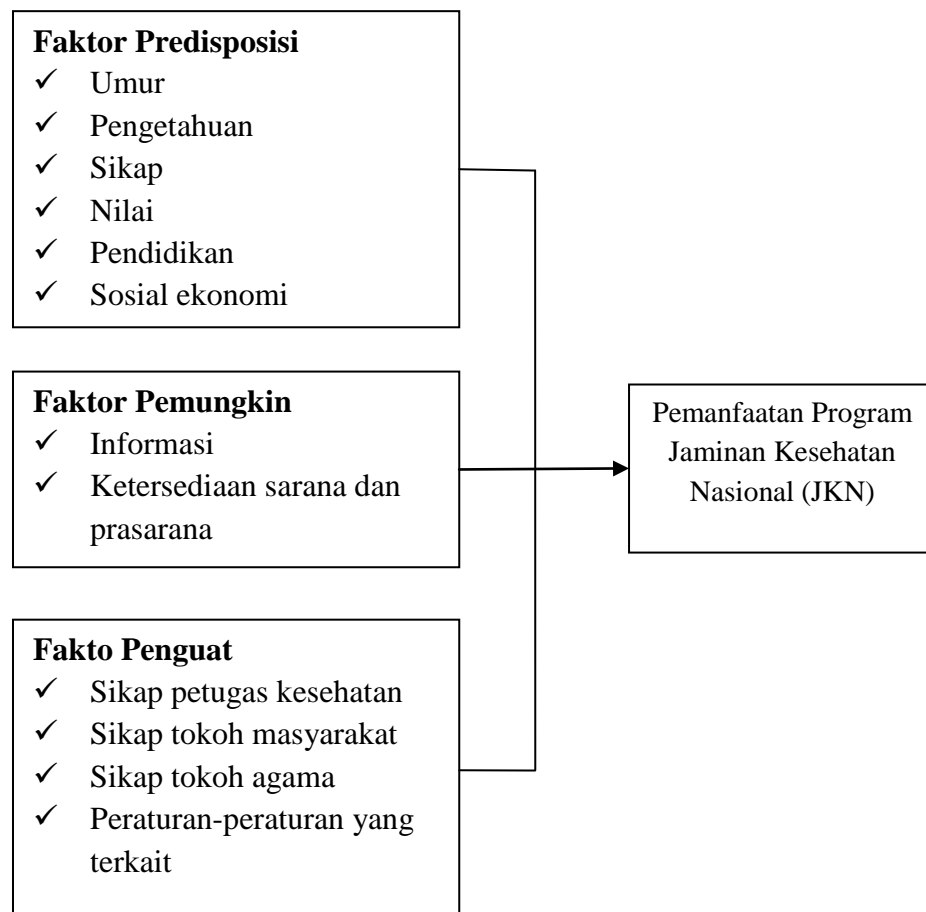 Faktor Predisposisi
✓ Umur
✓ Pengetahuan
✓ Sikap
✓ Nilai
✓ Pendidikan
✓ Sosial ekonomi
Faktor Pemungkin
✓ Informasi
✓ Ketersediaan sarana dan
prasarana
Fakto Penguat
✓ Sikap petugas kesehatan
✓ Sikap tokoh masyarakat
✓ Sikap tokoh agama
✓ Peraturan-peraturan yang
terkait
Pemanfaatan Program
Jaminan Kesehatan
Nasional (JKN)